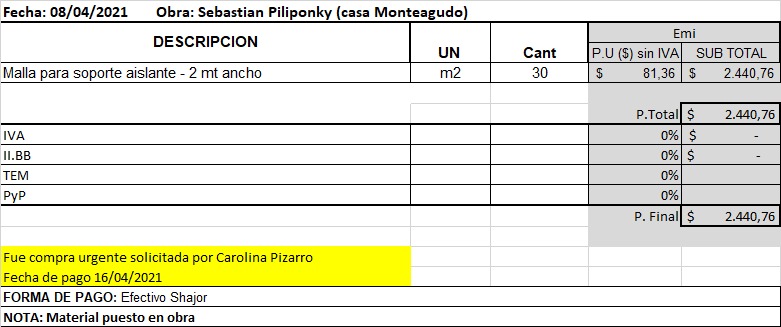 Fecha: 08/04/2021 Obra: Sebastian Piliponky (casa Monteagudo)
Emi
DESCRIPCION UN Cant P.U ($) sin IVA SUB TOTAL
Malla para soporte aislante - 2 mt ancho m2 30 $ 81,36 $ 2.440,76
P.Total $ 2.440,76
IVA 0% $ -
II.BB 0% $ -
TEM 0%
PyP 0%
P. Final $ 2.440,76
Fue compra urgente solicitada por Carolina Pizarro
Fecha de pago 16/04/2021
FORMA DE PAGO: Efectivo Shajor
NOTA: Material puesto en obra